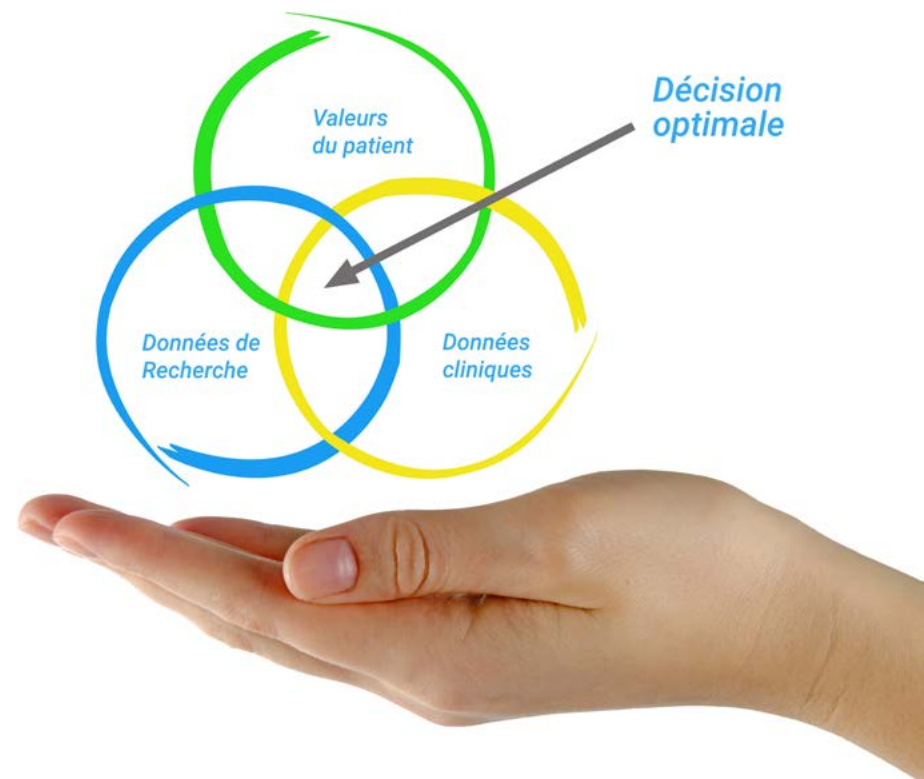 Valeurs
du patient
Décision
optimale
Données de
Recherche
Données
cliniques